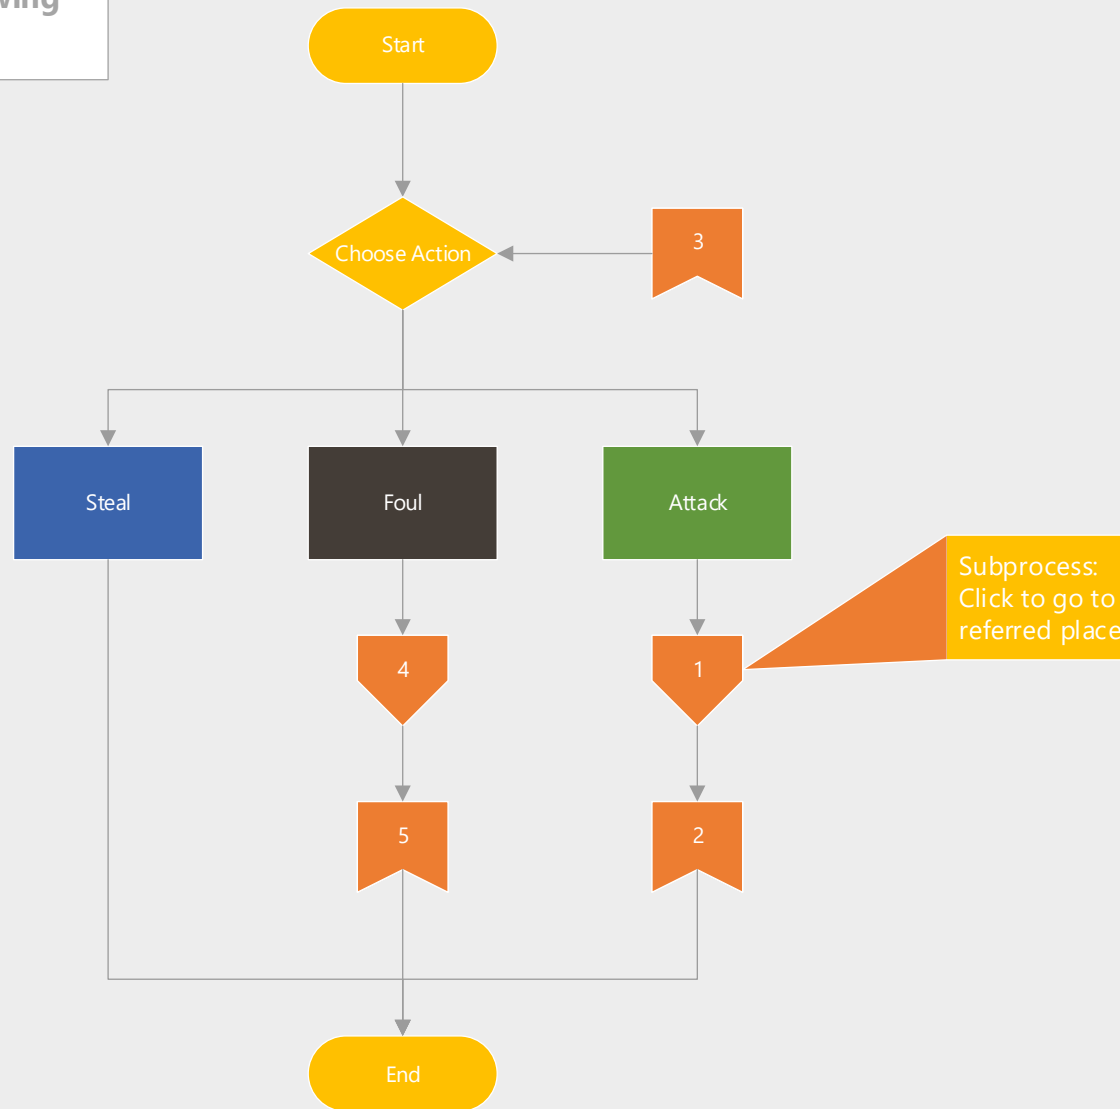 Start
Choose Action
3
Steal
Foul
Attack
Subprocess:
Click to go to
referred place
4
1
5
2
End